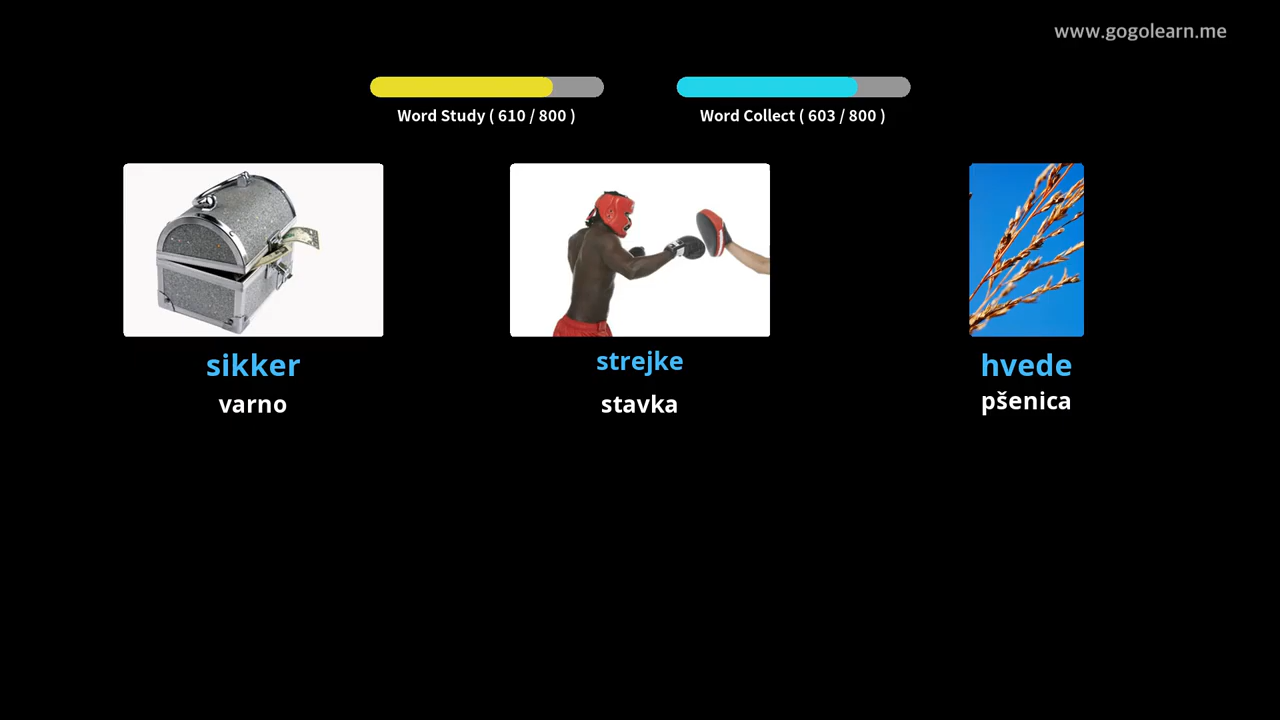 www.gogolearn.me
Word Study ( 610 / 800 )
Word Collect ( 603 / 800 )
sikker
strejke
hvede
varno
stavka
pšenica